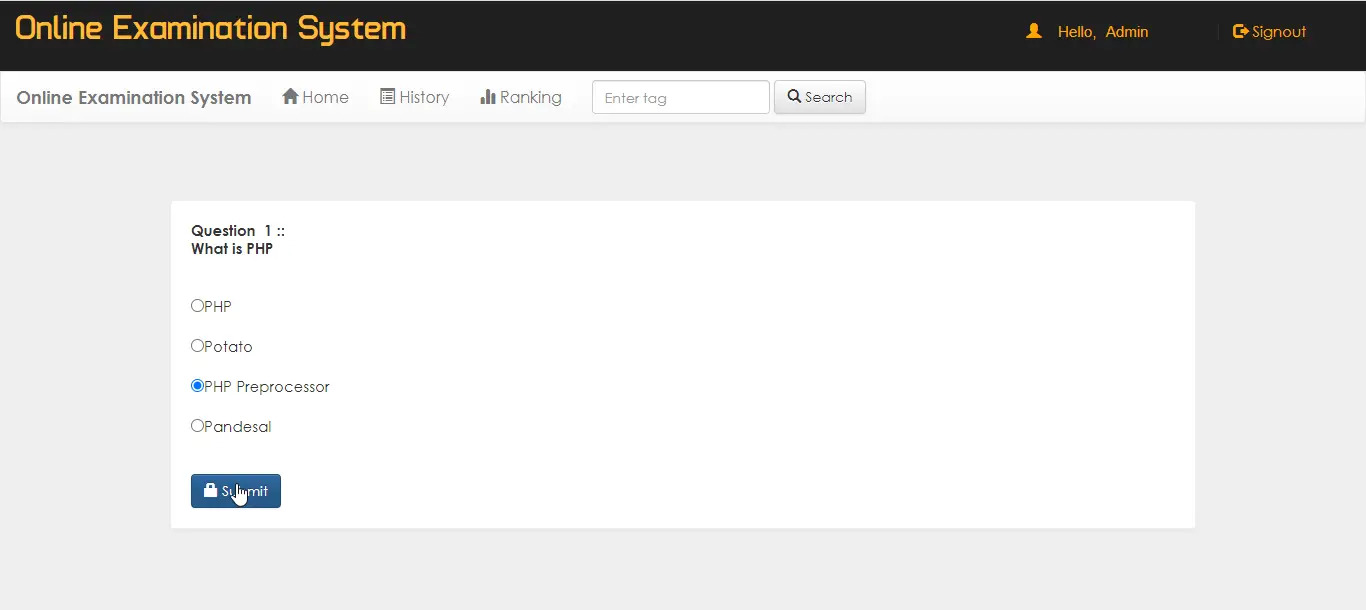 Online Examination System
Hello, Admin
Signout
Online Examination System Home History Ranking Enter tag Search
Question 1 ::
What is PHP
PHP
Potato
PHP Preprocessor
Pandesal
Submit